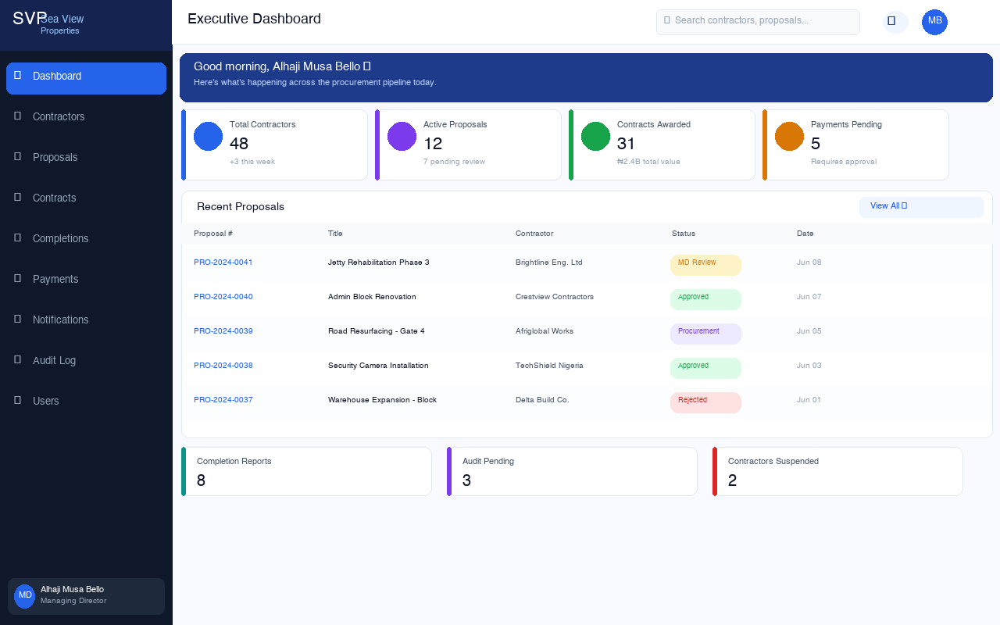 SVP
Sea View
Properties
Executive Dashboard
Search contractors, proposals...
MB
Dashboard
Contractors
Proposals
Contracts
Completions
Payments
Notifications
Audit Log
Users
Good morning, Alhaji Musa Bello
Here's what's happening across the procurement pipeline today.
Total Contractors
48
+3 this week
Active Proposals
12
7 pending review
Contracts Awarded
31
₦2.4B total value
Payments Pending
5
Requires approval
Recent Proposals
View All
Proposal # Title Contractor Status Date
PRO-2024-0041 Jetty Rehabilitation Phase 3 Brightline Eng. Ltd MD Review Jun 08
PRO-2024-0040 Admin Block Renovation Crestview Contractors Approved Jun 07
PRO-2024-0039 Road Resurfacing - Gate 4 Afriglobal Works Procurement Jun 05
PRO-2024-0038 Security Camera Installation TechShield Nigeria Approved Jun 03
PRO-2024-0037 Warehouse Expansion - Block Delta Build Co. Rejected Jun 01
Completion Reports
8
Audit Pending
3
Contractors Suspended
2
MD
Alhaji Musa Bello
Managing Director